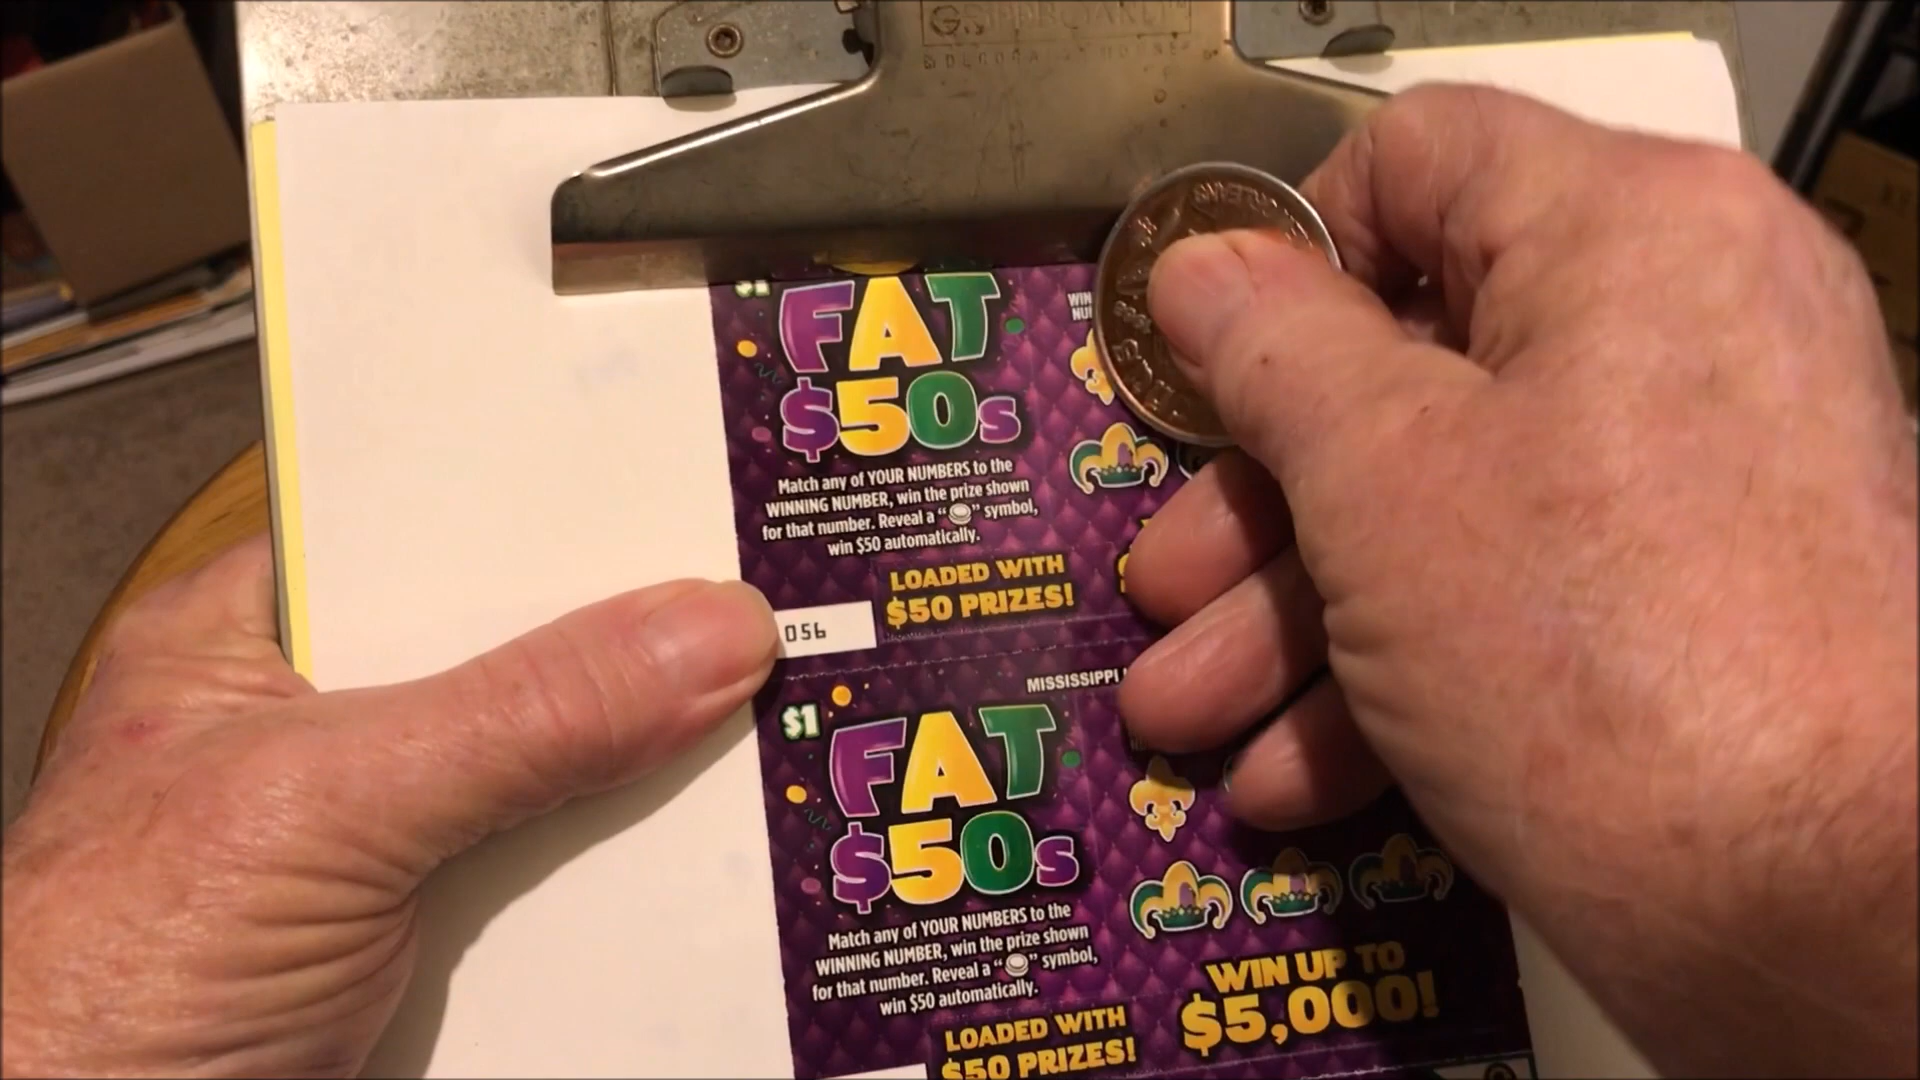 $1
FAT
$50s
WIN
Match any of YOUR NUMBERS to the
WINNING NUMBER, win the prize shown
for that number. Reveal a " " symbol,
win $50 automatically.
LOADED WITH
$50 PRIZES!
056
MISSISSIPPI
$1
FAT
$50s
Match any of YOUR NUMBERS to the
WINNING NUMBER, win the prize shown
for that number. Reveal a " " symbol,
win $50 automatically.
WIN UP TO
$5,000!
LOADED WITH
$50 PRIZES!